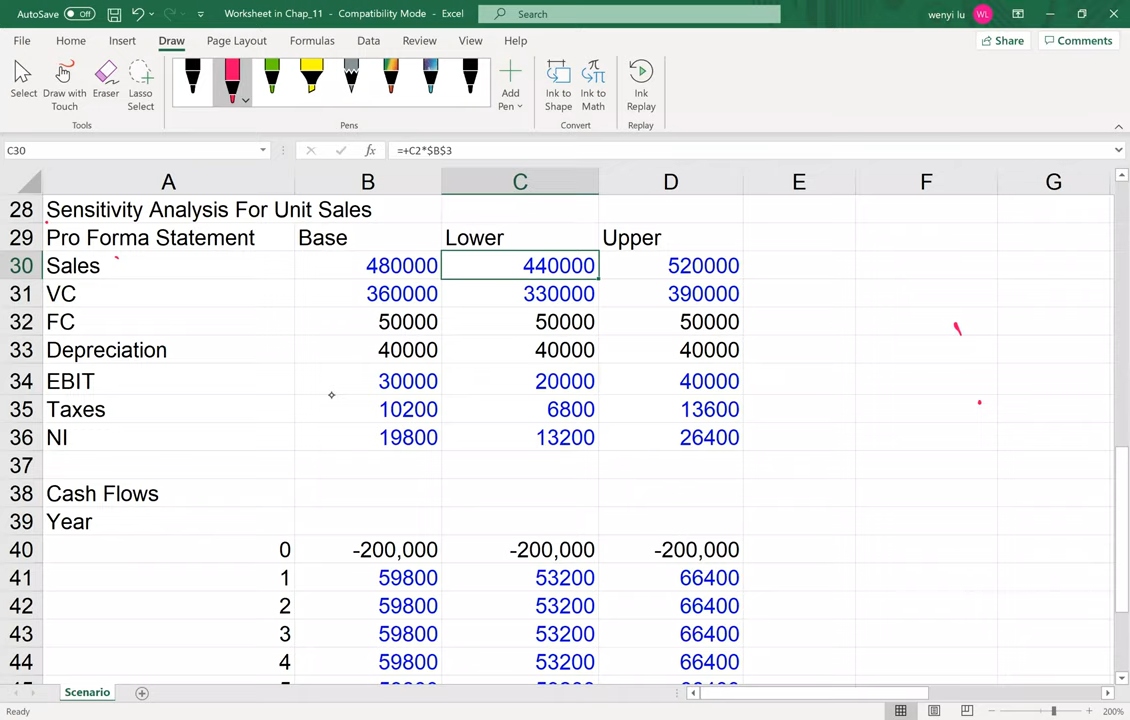 AutoSave Off Worksheet in Chap_11 - Compatibility Mode - Excel Search wenyi lu WL
File Home Insert Draw Page Layout Formulas Data Review View Help Share Comments
Select Draw with Touch Eraser Lasso Select Add Pen Ink to Shape Ink to Math Ink Replay
Tools Pens Convert Replay
C30 fx =+C2*$B$3
A B C D E F G
28 Sensitivity Analysis For Unit Sales
29 Pro Forma Statement Base Lower Upper
30 Sales 480000 440000 520000
31 VC 360000 330000 390000
32 FC 50000 50000 50000
33 Depreciation 40000 40000 40000
34 EBIT 30000 20000 40000
35 Taxes 10200 6800 13600
36 NI 19800 13200 26400
37
38 Cash Flows
39 Year
40 0 -200,000 -200,000 -200,000
41 1 59800 53200 66400
42 2 59800 53200 66400
43 3 59800 53200 66400
44 4 59800 53200 66400
Scenario
Ready 200%